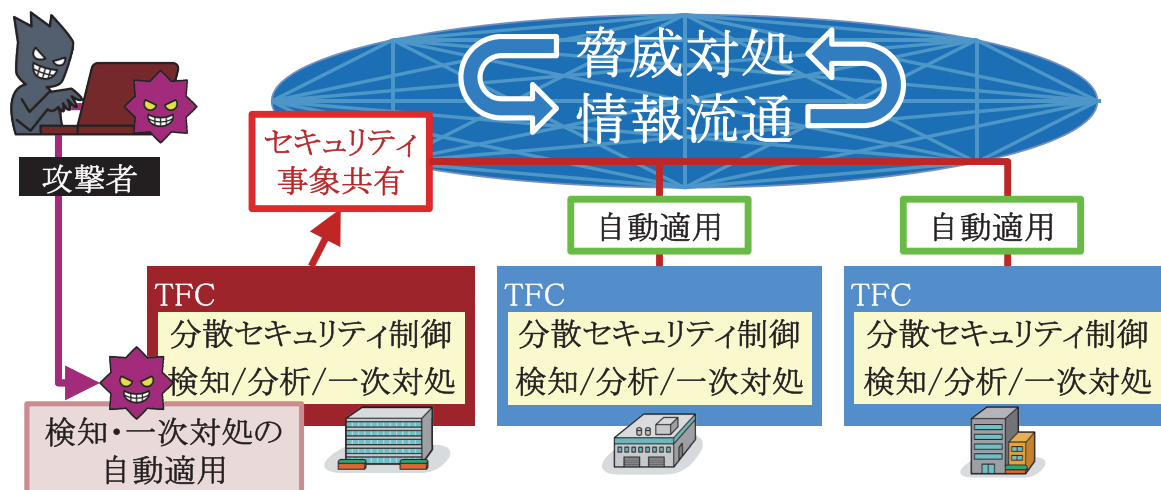 脅威対処
情報流通
攻撃者
セキュリティ
事象共有
自動適用
自動適用
TFC
分散セキュリティ制御
検知/分析/一次対処
TFC
分散セキュリティ制御
検知/分析/一次対処
TFC
分散セキュリティ制御
検知/分析/一次対処
検知・一次対処の
自動適用